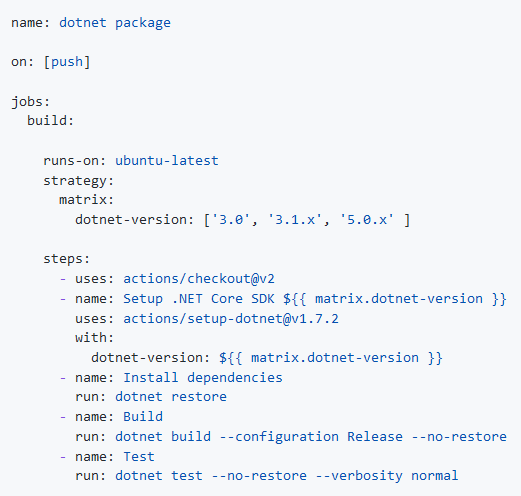 name: dotnet package
on: [push]
jobs:
  build:
    runs-on: ubuntu-latest
    strategy:
      matrix:
        dotnet-version: ['3.0', '3.1.x', '5.0.x' ]
    steps:
      - uses: actions/checkout@v2
      - name: Setup .NET Core SDK ${{ matrix.dotnet-version }}
        uses: actions/setup-dotnet@v1.7.2
        with:
          dotnet-version: ${{ matrix.dotnet-version }}
      - name: Install dependencies
        run: dotnet restore
      - name: Build
        run: dotnet build --configuration Release --no-restore
      - name: Test
        run: dotnet test --no-restore --verbosity normal